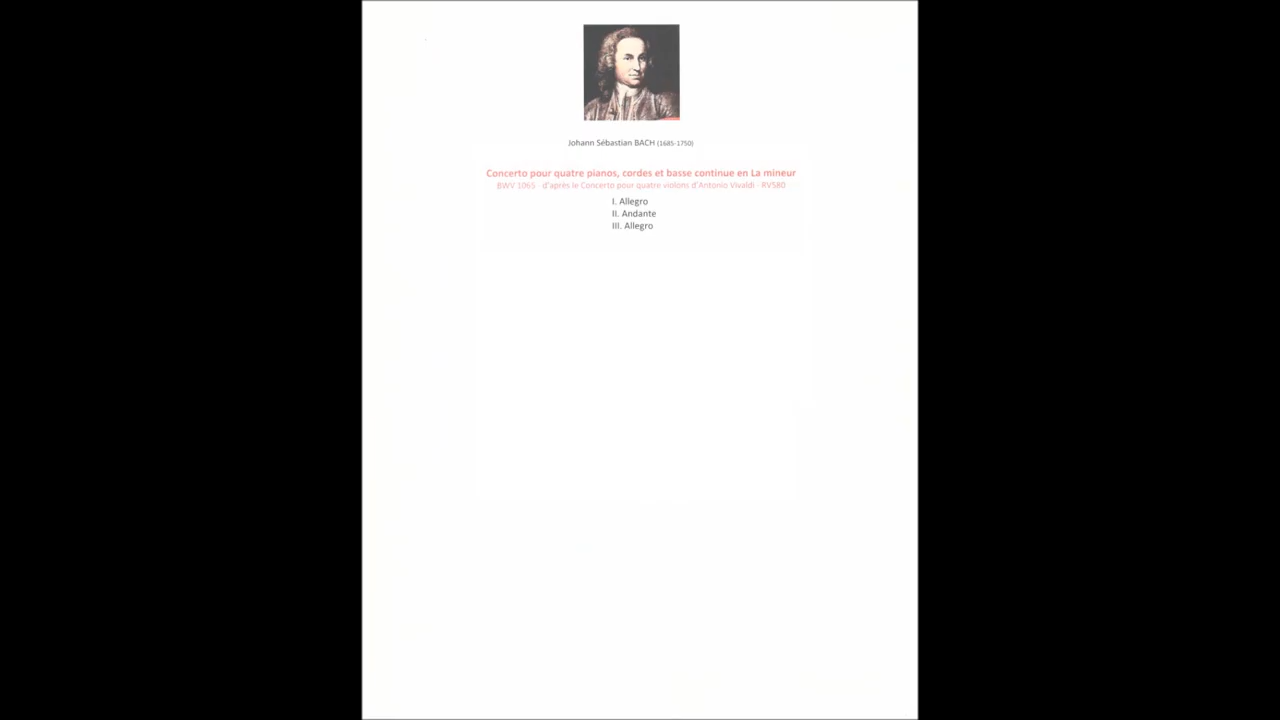 Johann Sébastian BACH (1685-1750)
Concerto pour quatre pianos, cordes et basse continue en La mineur
BWV 1065 - d'après le Concerto pour quatre violons d'Antonio Vivaldi - RV580
I. Allegro
II. Andante
III. Allegro